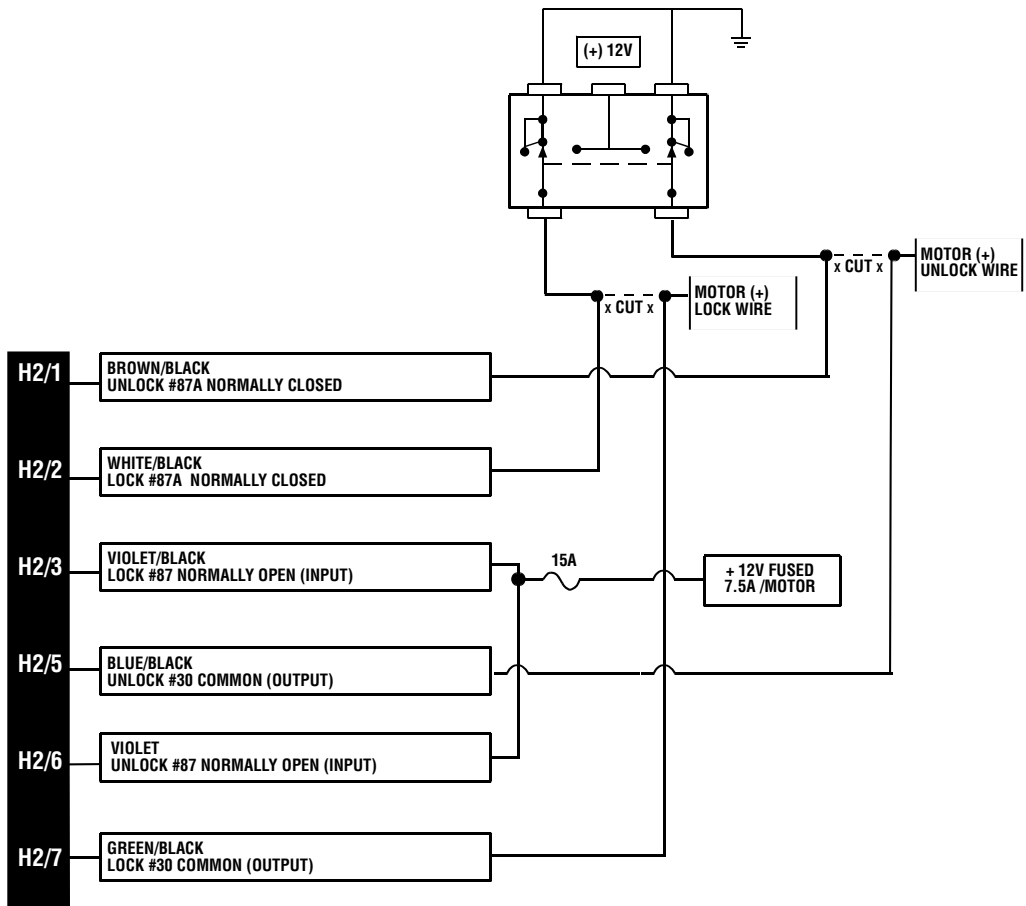 (+) 12V
MOTOR (+)
UNLOCK WIRE
x CUT x
MOTOR (+)
LOCK WIRE
x CUT x
H2/1
BROWN/BLACK
UNLOCK #87A NORMALLY CLOSED
H2/2
WHITE/BLACK
LOCK #87A NORMALLY CLOSED
H2/3
VIOLET/BLACK
LOCK #87 NORMALLY OPEN (INPUT)
15A
+ 12V FUSED
7.5A /MOTOR
H2/5
BLUE/BLACK
UNLOCK #30 COMMON (OUTPUT)
H2/6
VIOLET
UNLOCK #87 NORMALLY OPEN (INPUT)
H2/7
GREEN/BLACK
LOCK #30 COMMON (OUTPUT)